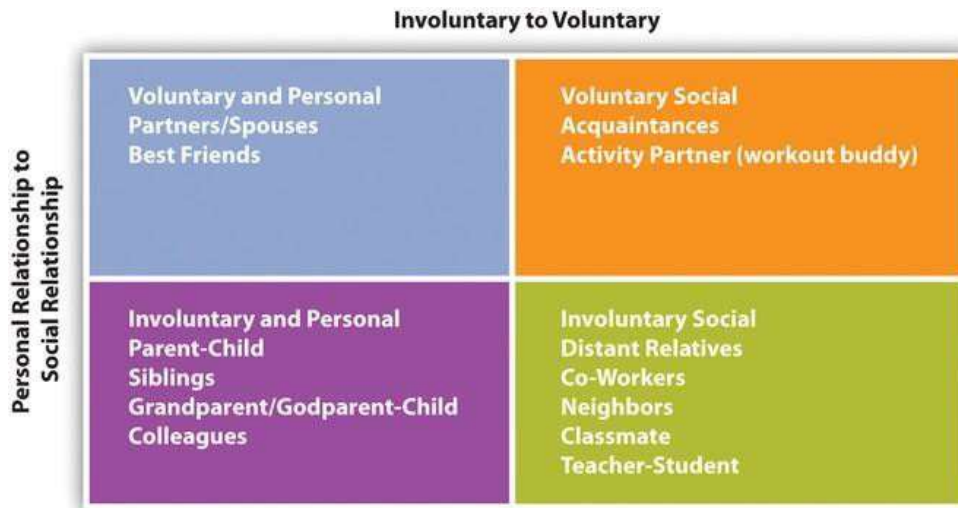 Involuntary to Voluntary
Personal Relationship to
Social Relationship
Voluntary and Personal
Partners/Spouses
Best Friends
Voluntary Social
Acquaintances
Activity Partner (workout buddy)
Involuntary and Personal
Parent-Child
Siblings
Grandparent/Godparent-Child
Colleagues
Involuntary Social
Distant Relatives
Co-Workers
Neighbors
Classmate
Teacher-Student